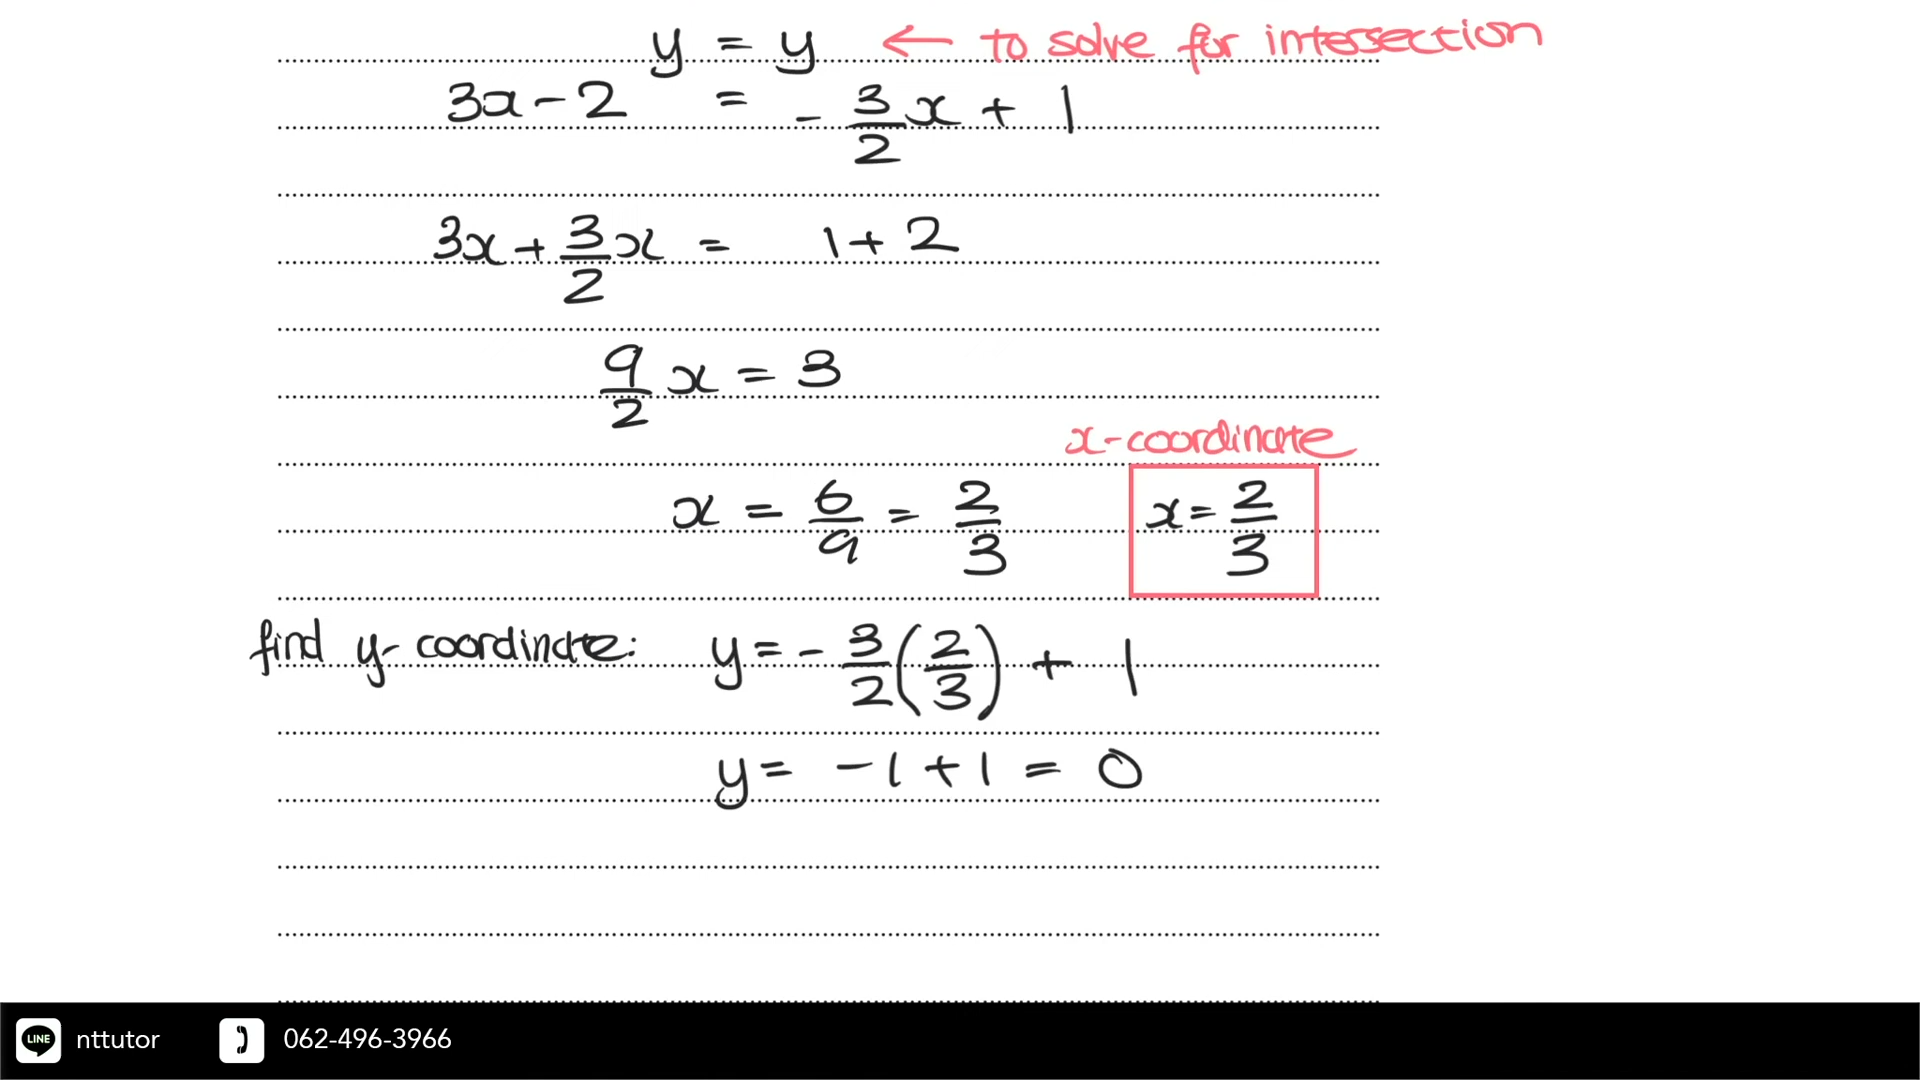 y = y ← to solve for intersection
3x - 2 = - 3/2 x + 1
3x + 3/2 x = 1 + 2
9/2 x = 3
x-coordinate
x = 6/9 = 2/3 x = 2/3
find y-coordinate: y = - 3/2 (2/3) + 1
y = -1 + 1 = 0
LINE nttutor 062-496-3966